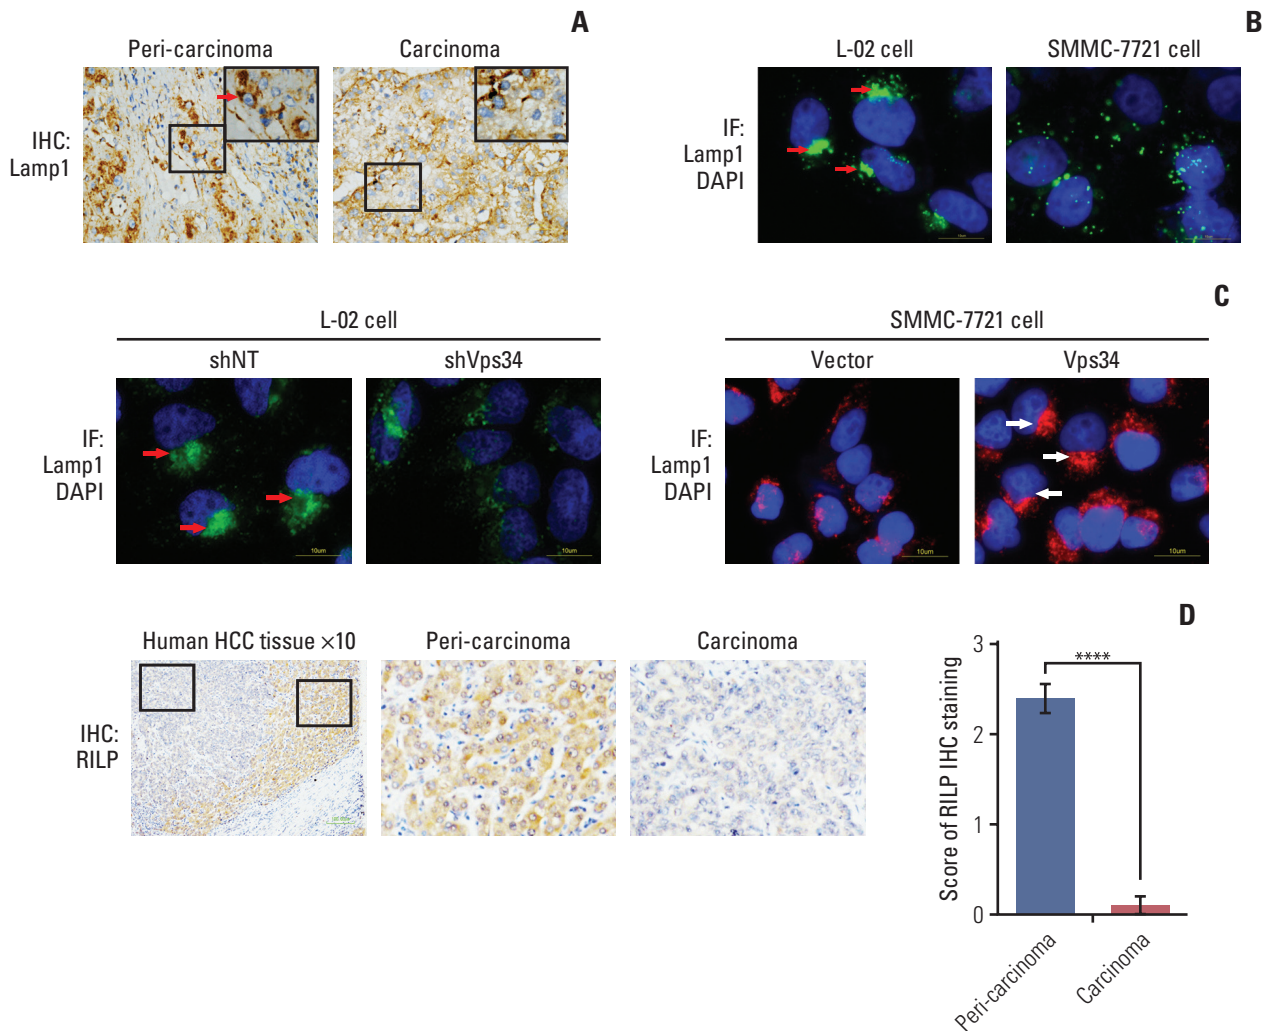 A
Peri-carcinoma
Carcinoma
IHC:
Lamp1
B
L-02 cell
SMMC-7721 cell
IF:
Lamp1
DAPI
C
L-02 cell
shNT
shVps34
IF:
Lamp1
DAPI
10um
10um
SMMC-7721 cell
Vector
Vps34
IF:
Lamp1
DAPI
10um
10um
D
Human HCC tissue ×10
Peri-carcinoma
Carcinoma
IHC:
RILP
Score of RILP IHC staining
3
2
1
0
****
Peri-carcinoma
Carcinoma